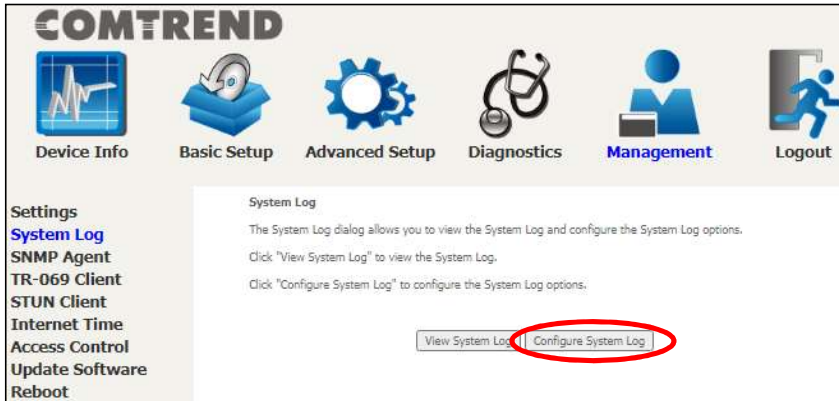 COMTREND
Device Info Basic Setup Advanced Setup Diagnostics Management Logout
Settings
System Log
SNMP Agent
TR-069 Client
STUN Client
Internet Time
Access Control
Update Software
Reboot
System Log
The System Log dialog allows you to view the System Log and configure the System Log options.
Click "View System Log" to view the System Log.
Click "Configure System Log" to configure the System Log options.
View System Log Configure System Log